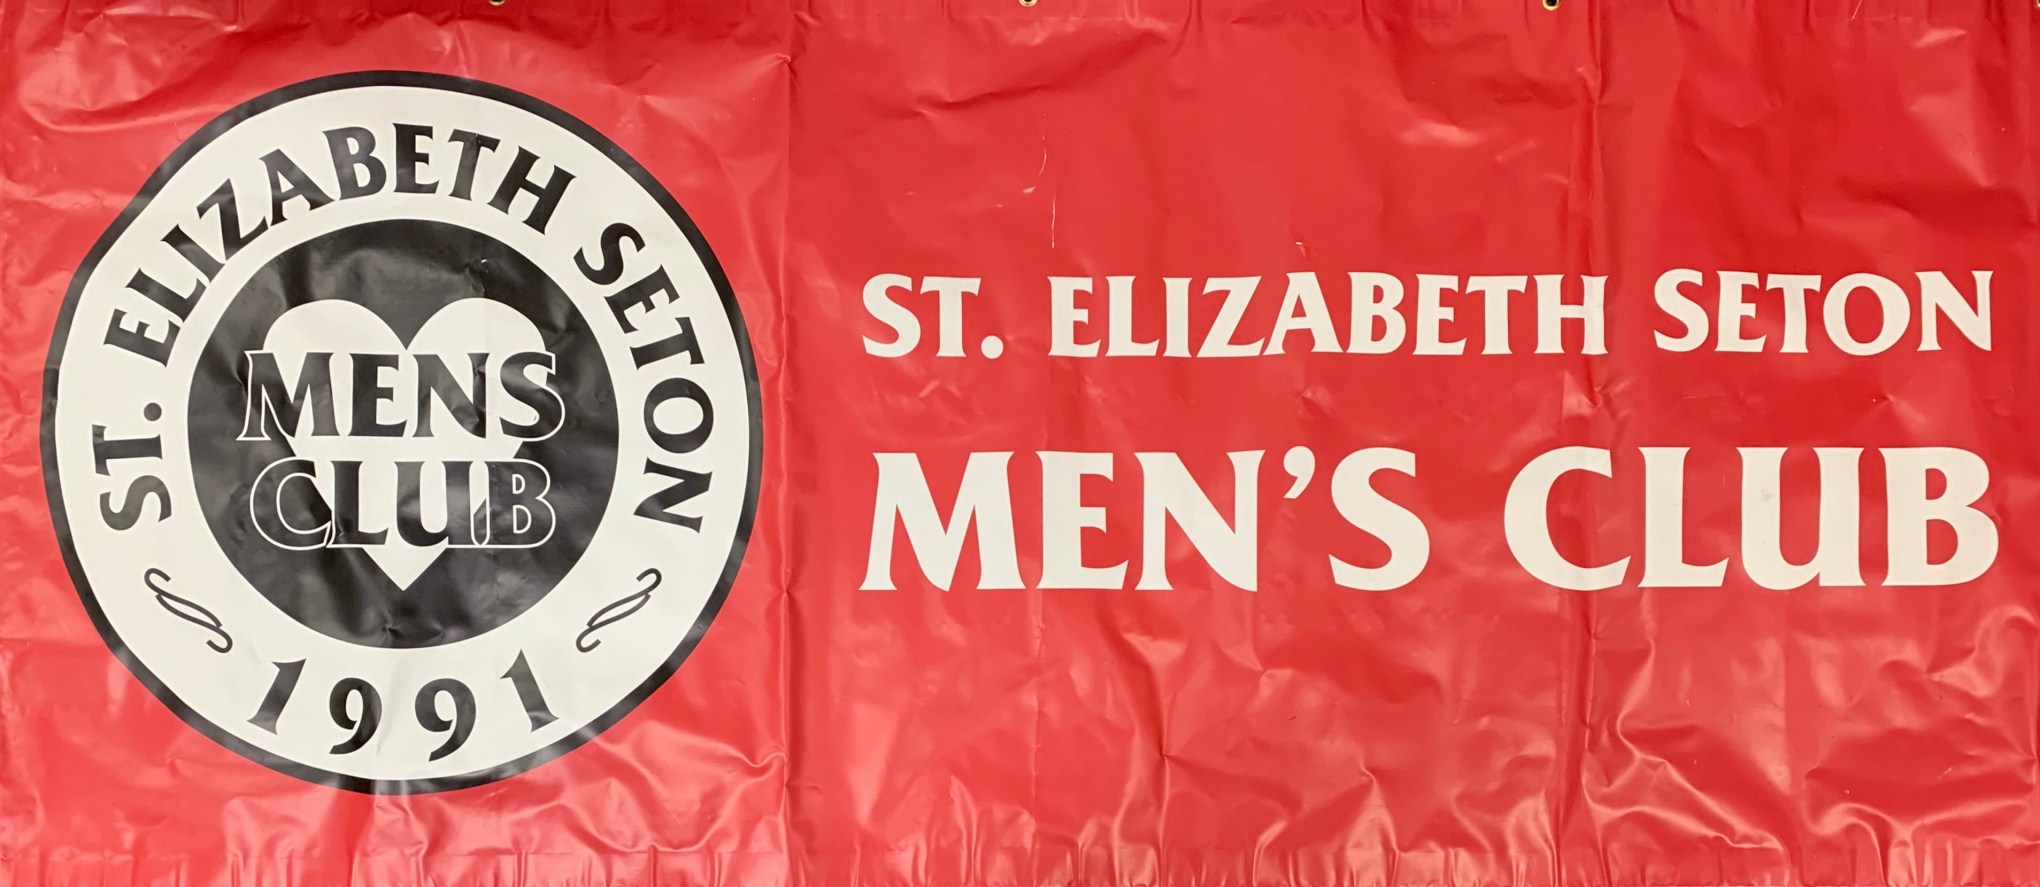 ST. ELIZABETH SETON
MENS
CLUB
1991
ST. ELIZABETH SETON
MEN'S CLUB